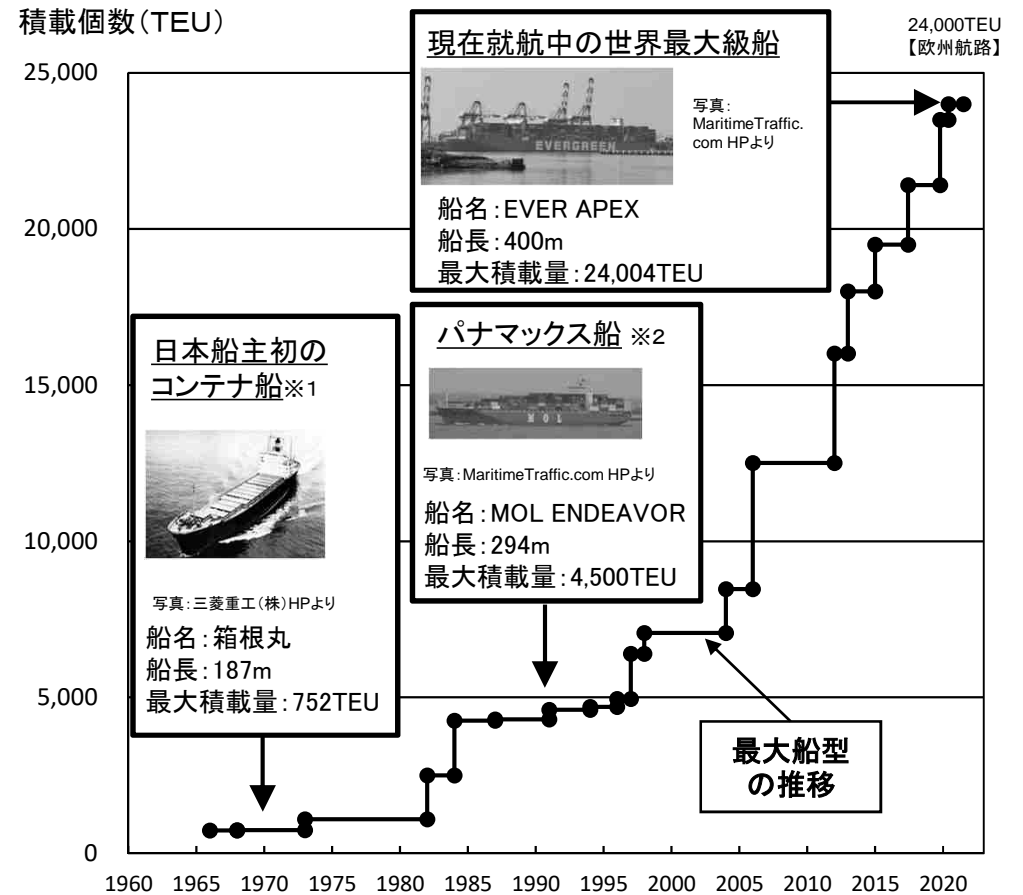 積載個数(TEU)
24,000TEU
【欧州航路】
25,000
20,000
15,000
10,000
5,000
0
現在就航中の世界最大級船
EVERGREEN
写真:
MaritimeTraffic.
com HPより
船名:EVER APEX
船長:400m
最大積載量:24,004TEU
日本船主初の
コンテナ船※1
写真:三菱重工(株)HPより
船名:箱根丸
船長:187m
最大積載量:752TEU
パナマックス船 ※2
MOL
写真:MaritimeTraffic.com HPより
船名:MOL ENDEAVOR
船長:294m
最大積載量:4,500TEU
最大船型
の推移
1960 1965 1970 1975 1980 1985 1990 1995 2000 2005 2010 2015 2020